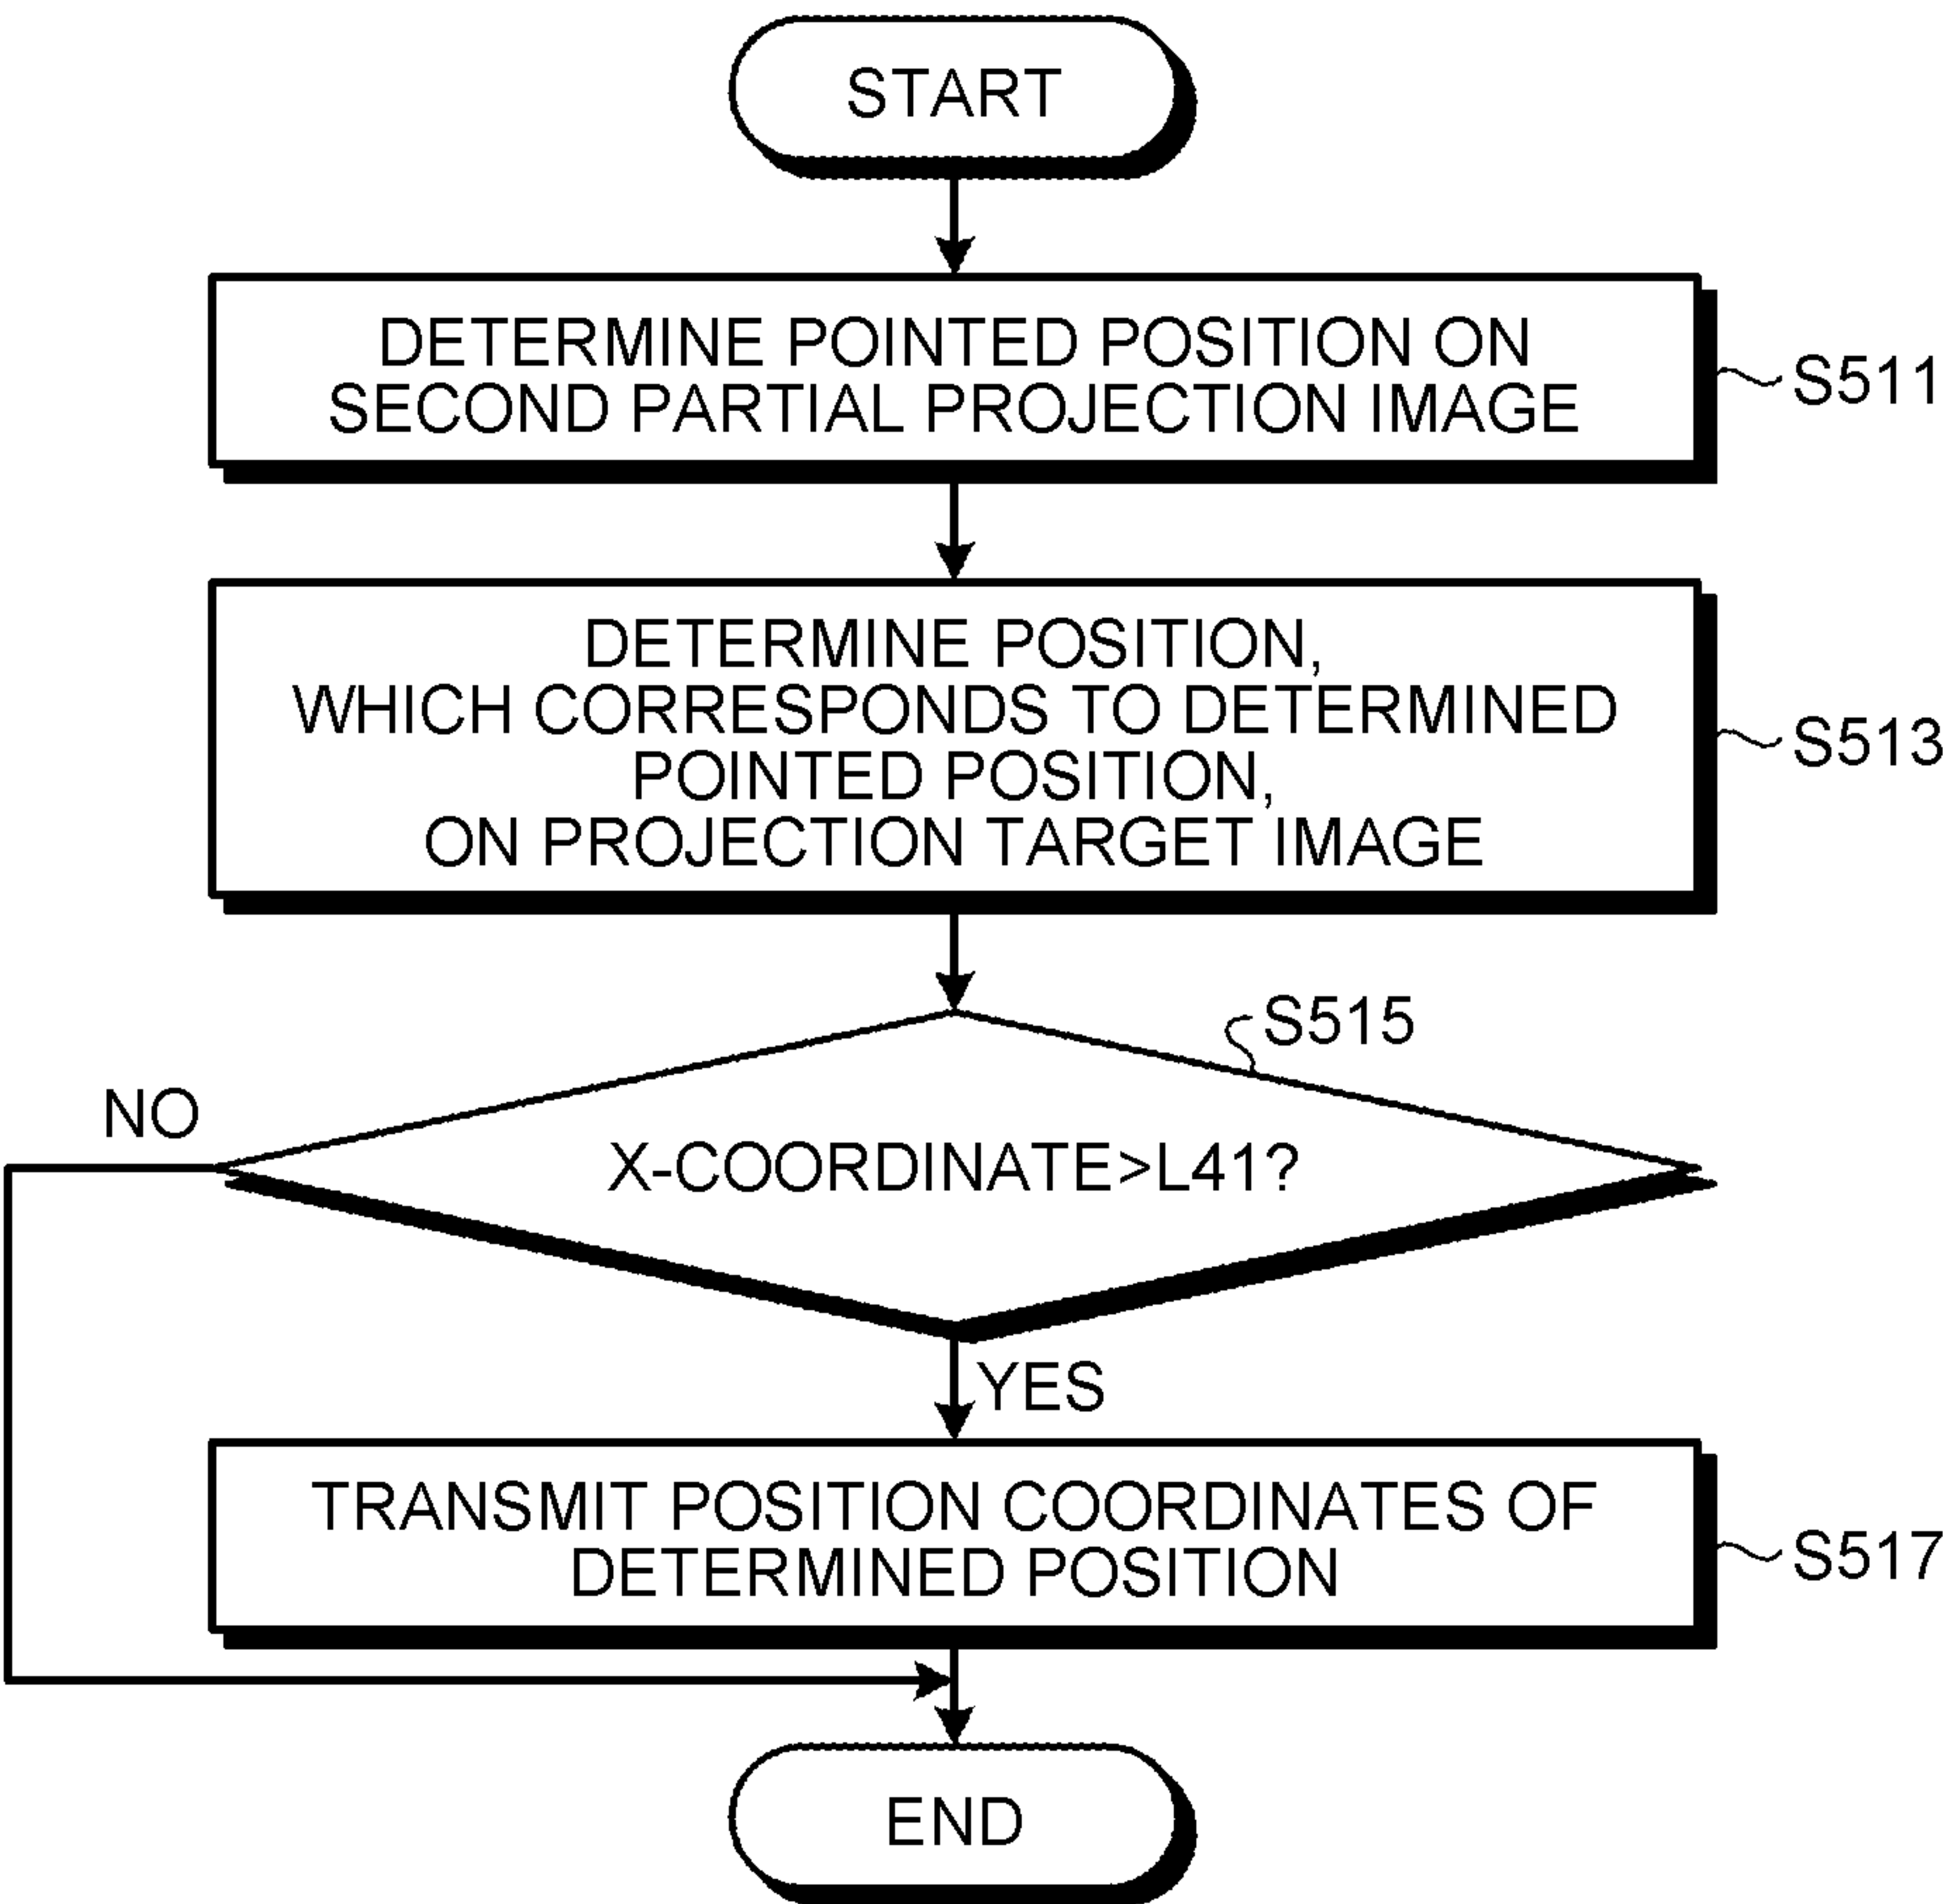 START
DETERMINE POINTED POSITION ON
SECOND PARTIAL PROJECTION IMAGE
S511
DETERMINE POSITION,
WHICH CORRESPONDS TO DETERMINED
POINTED POSITION,
ON PROJECTION TARGET IMAGE
S513
S515
NO
X-COORDINATE>L41?
YES
TRANSMIT POSITION COORDINATES OF
DETERMINED POSITION
S517
END